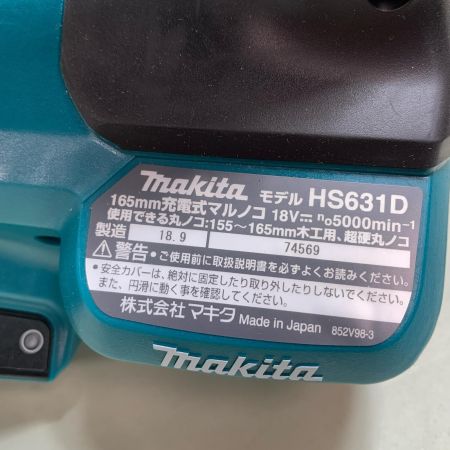 makita モデル HS631D
165mm充電式マルノコ 18V⎓ n₀5000min⁻¹
使用できる丸ノコ:155～165mm木工用、超硬丸ノコ
製造 18.9 74569
⚠警告・ご使用前に取扱説明書を必ずよくお読みください。
・安全カバーは、絶対に固定したり取り外したりしないでください。
また、円滑に動く事を確認してください。
株式会社マキタ Made in Japan 852V98-3
makita